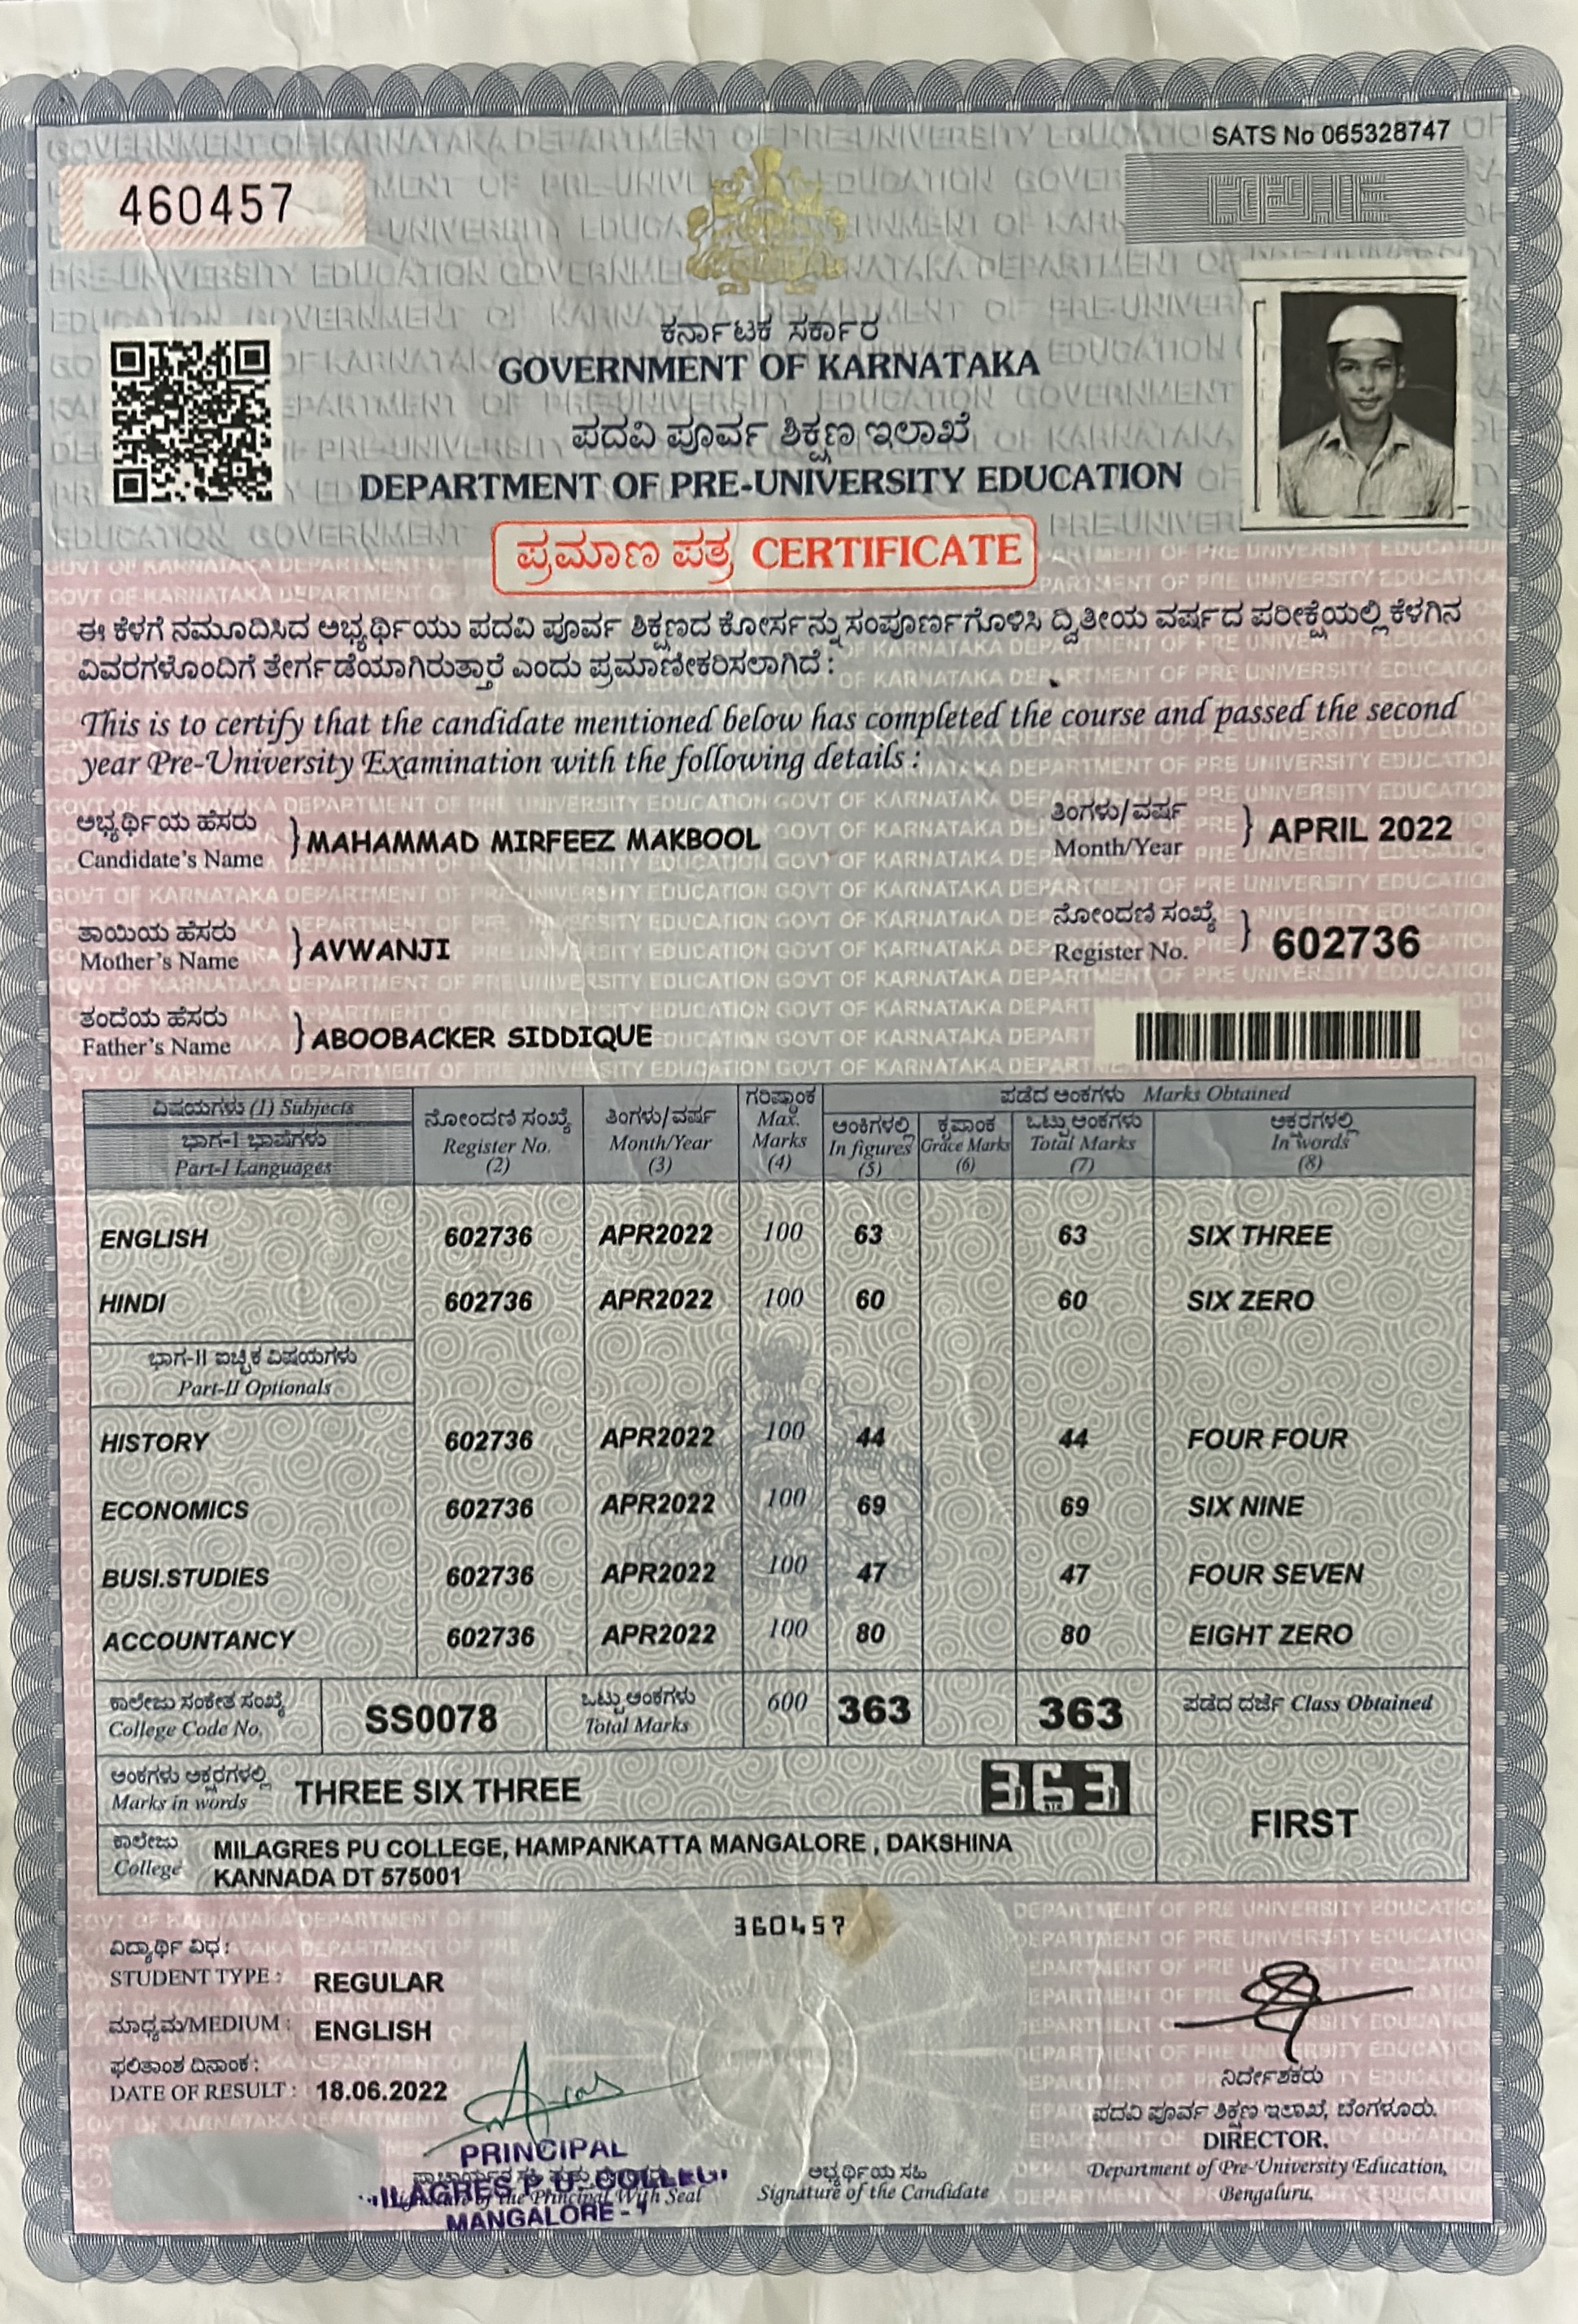 SATS No 065328747
460457
ಕರ್ನಾಟಕ ಸರ್ಕಾರ
GOVERNMENT OF KARNATAKA
ಪದವಿ ಪೂರ್ವ ಶಿಕ್ಷಣ ಇಲಾಖೆ
DEPARTMENT OF PRE-UNIVERSITY EDUCATION
ಪ್ರಮಾಣ ಪತ್ರ CERTIFICATE
ಈ ಕೆಳಗೆ ನಮೂದಿಸಿದ ಅಭ್ಯರ್ಥಿಯು ಪದವಿ ಪೂರ್ವ ಶಿಕ್ಷಣದ ಕೋರ್ಸನ್ನು ಸಂಪೂರ್ಣಗೊಳಿಸಿ ದ್ವಿತೀಯ ವರ್ಷದ ಪರೀಕ್ಷೆಯಲ್ಲಿ ಕೆಳಗಿನ
ವಿವರಗಳೊಂದಿಗೆ ತೇರ್ಗಡೆಯಾಗಿರುತ್ತಾರೆ ಎಂದು ಪ್ರಮಾಣೀಕರಿಸಲಾಗಿದೆ :
This is to certify that the candidate mentioned below has completed the course and passed the second
year Pre-University Examination with the following details :
ಅಭ್ಯರ್ಥಿಯ ಹೆಸರು
Candidate's Name } MAHAMMAD MIRFEEZ MAKBOOL
ತಿಂಗಳು/ವರ್ಷ
Month/Year } APRIL 2022
ತಾಯಿಯ ಹೆಸರು
Mother's Name } AVWANJI
ನೋಂದಣಿ ಸಂಖ್ಯೆ
Register No. } 602736
ತಂದೆಯ ಹೆಸರು
Father's Name } ABOOBACKER SIDDIQUE
ವಿಷಯಗಳು (1) Subjects
ಭಾಗ-I ಭಾಷೆಗಳು
Part-I Languages
ನೋಂದಣಿ ಸಂಖ್ಯೆ
Register No.
(2)
ತಿಂಗಳು/ವರ್ಷ
Month/Year
(3)
ಗರಿಷ್ಠಾಂಕ
Max.
Marks
(4)
ಪಡೆದ ಅಂಕಗಳು Marks Obtained
ಅಂಕಿಗಳಲ್ಲಿ
In figures
(5)
ಕೃಪಾಂಕ
Grace Marks
(6)
ಒಟ್ಟು ಅಂಕಗಳು
Total Marks
(7)
ಅಕ್ಷರಗಳಲ್ಲಿ
In words
(8)
ENGLISH 602736 APR2022 100 63 63 SIX THREE
HINDI 602736 APR2022 100 60 60 SIX ZERO
ಭಾಗ-II ಐಚ್ಛಿಕ ವಿಷಯಗಳು
Part-II Optionals
HISTORY 602736 APR2022 100 44 44 FOUR FOUR
ECONOMICS 602736 APR2022 100 69 69 SIX NINE
BUSI.STUDIES 602736 APR2022 100 47 47 FOUR SEVEN
ACCOUNTANCY 602736 APR2022 100 80 80 EIGHT ZERO
ಕಾಲೇಜು ಸಂಕೇತ ಸಂಖ್ಯೆ
College Code No. SS0078
ಒಟ್ಟು ಅಂಕಗಳು
Total Marks 600 363 363
ಪಡೆದ ದರ್ಜೆ Class Obtained
ಅಂಕಗಳು ಅಕ್ಷರಗಳಲ್ಲಿ
Marks in words THREE SIX THREE
363
FIRST
ಕಾಲೇಜು
College
MILAGRES PU COLLEGE, HAMPANKATTA MANGALORE , DAKSHINA
KANNADA DT 575001
360457
ವಿದ್ಯಾರ್ಥಿ ವಿಧ :
STUDENT TYPE : REGULAR
ಮಾಧ್ಯಮ/MEDIUM : ENGLISH
ಫಲಿತಾಂಶ ದಿನಾಂಕ :
DATE OF RESULT : 18.06.2022
PRINCIPAL
MILAGRES P U COLLEGE
Signature of the Principal With Seal
MANGALORE - 1
ಅಭ್ಯರ್ಥಿಯ ಸಹಿ
Signature of the Candidate
ನಿರ್ದೇಶಕರು
ಪದವಿ ಪೂರ್ವ ಶಿಕ್ಷಣ ಇಲಾಖೆ, ಬೆಂಗಳೂರು.
DIRECTOR,
Department of Pre-University Education,
Bengaluru.